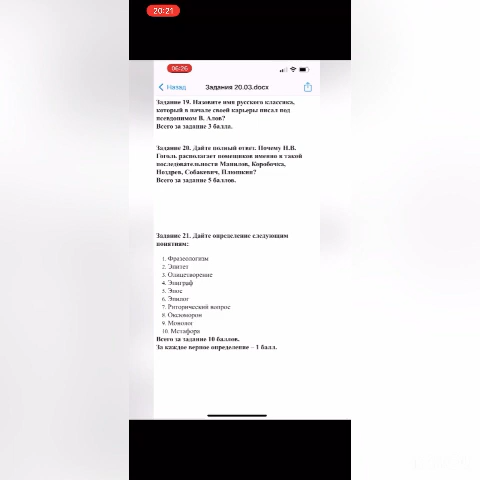 20:21
06:26
Назад
Задания 20.03.docx
Задание 19. Назовите имя русского классика,
который в начале своей карьеры писал под
псевдонимом В. Алов?
Всего за задание 3 балла.
Задание 20. Дайте полный ответ. Почему Н.В.
Гоголь располагает помещиков именно в такой
последовательности Манилов, Коробочка,
Ноздрев, Собакевич, Плюшкин?
Всего за задание 5 баллов.
Задание 21. Дайте определение следующим
понятиям:
1. Фразеологизм
2. Эпитет
3. Олицетворение
4. Эпиграф
5. Эпос
6. Эпилог
7. Риторический вопрос
8. Оксюморон
9. Монолог
10. Метафора
Всего за задание 10 баллов.
За каждое верное определение – 1 балл.